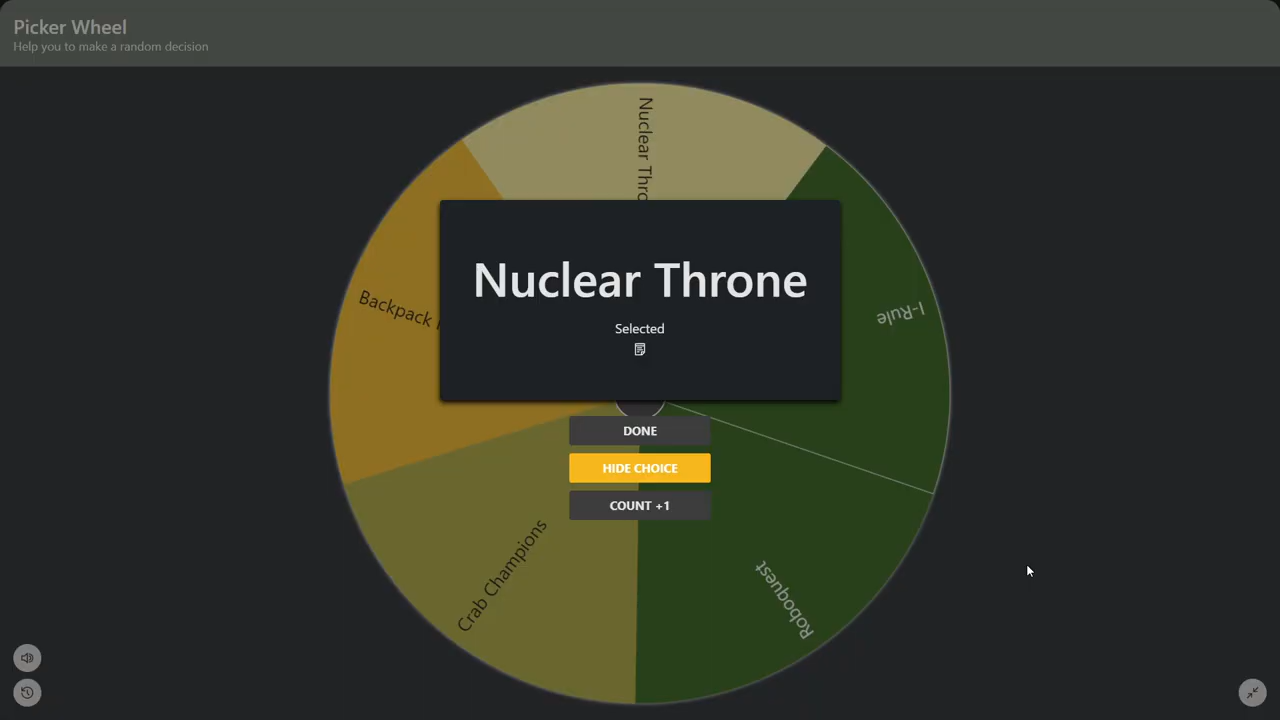 Picker Wheel
Help you to make a random decision
Nuclear Thro
Nuclear Throne
Selected
Backpack
I-Rule
DONE
HIDE CHOICE
COUNT +1
Crab Champions
Roboquest